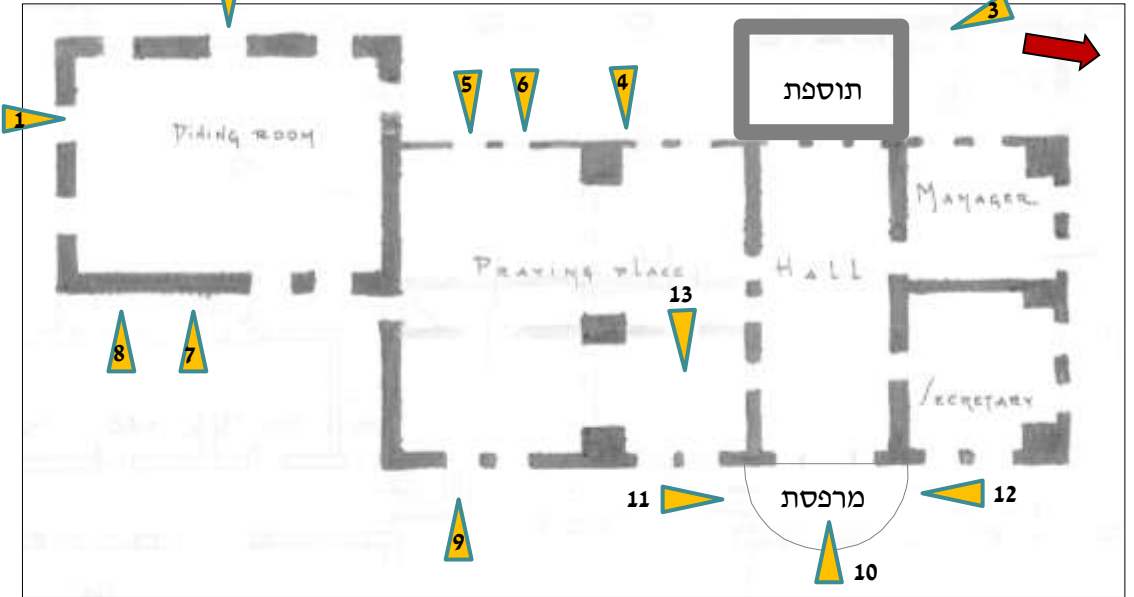 3
תוספת
5
6
4
1
DINING ROOM
MANAGER
PRAYING PLACE
HALL
13
8
7
SECRETARY
11
מרפסת
12
9
10